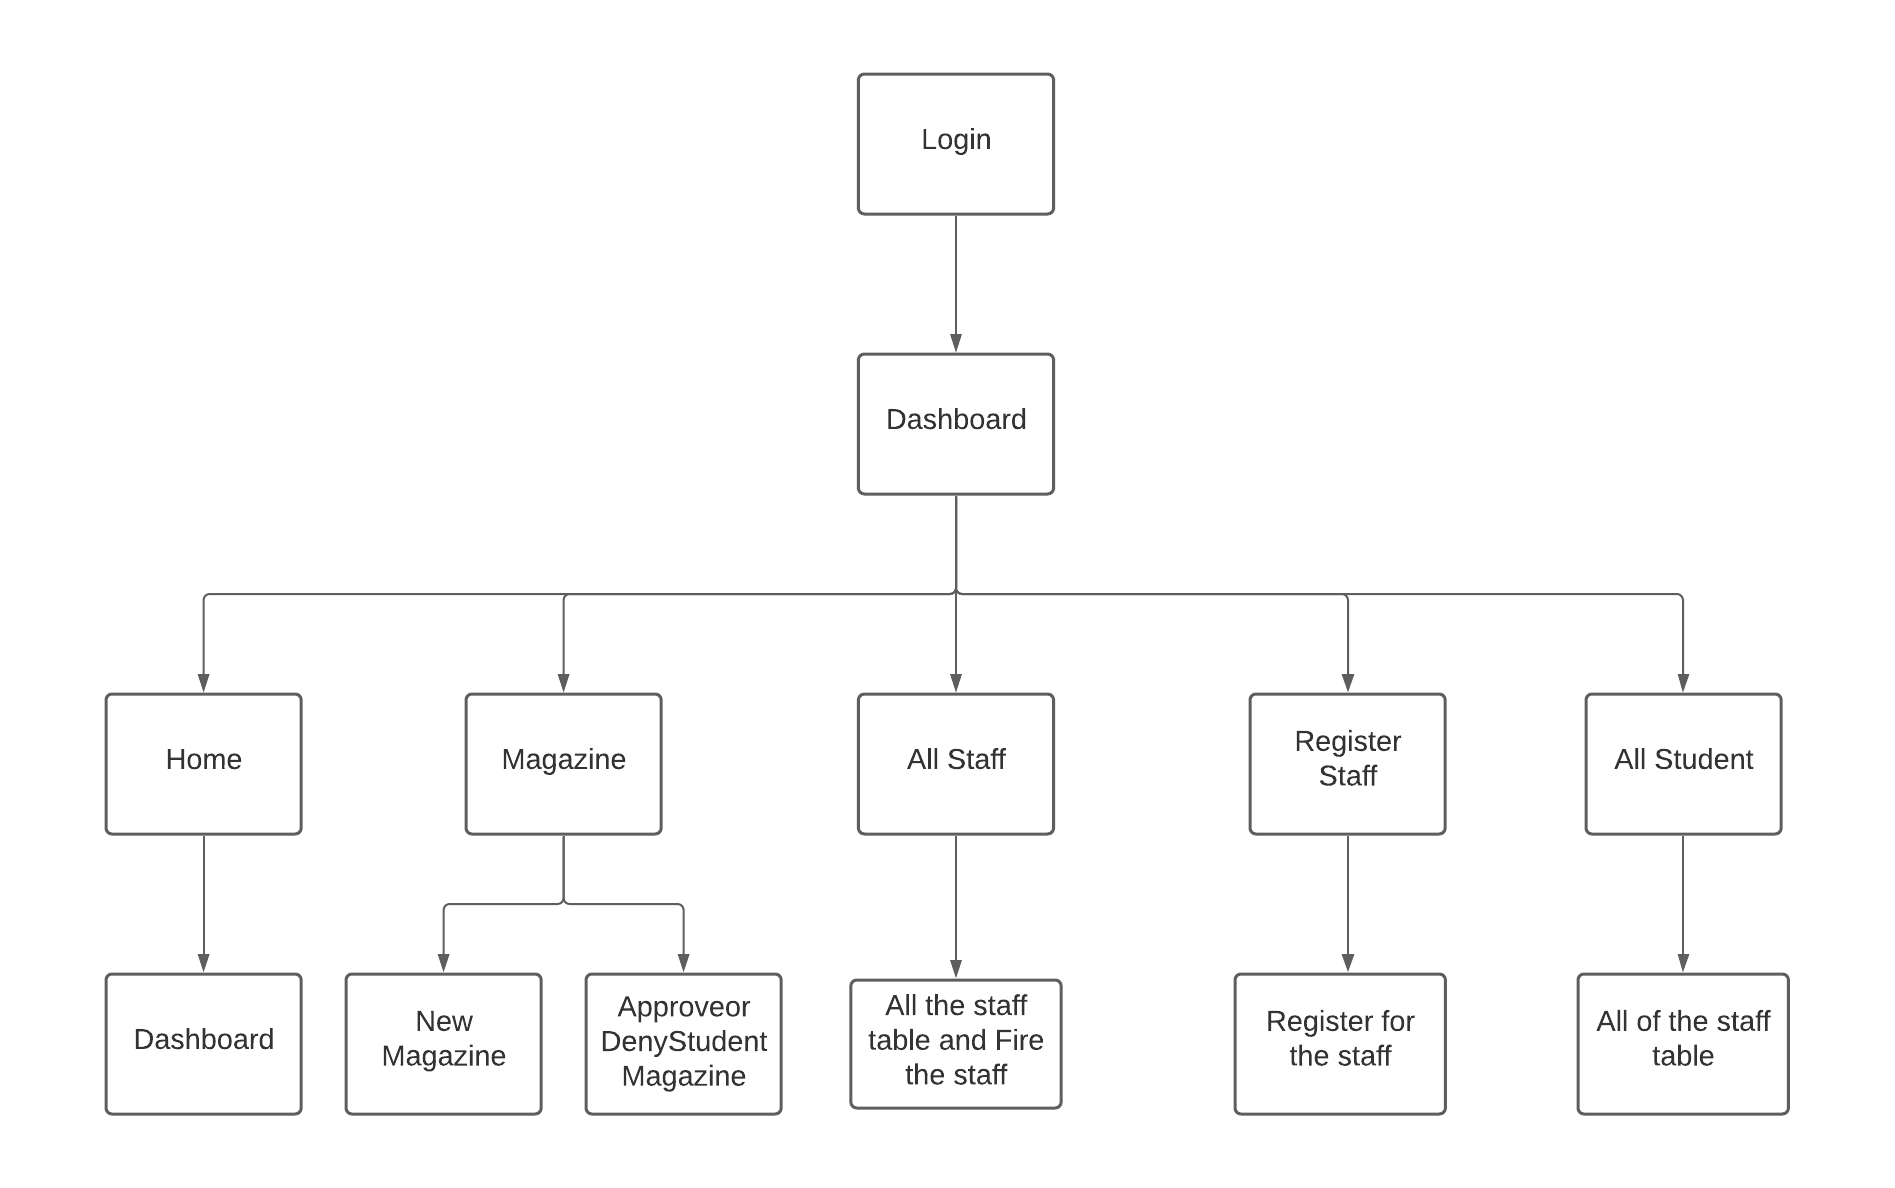 Login
Dashboard
Home
Magazine
All Staff
Register
Staff
All Student
Dashboard
New
Magazine
Approveor
DenyStudent
Magazine
All the staff
table and Fire
the staff
Register for
the staff
All of the staff
table